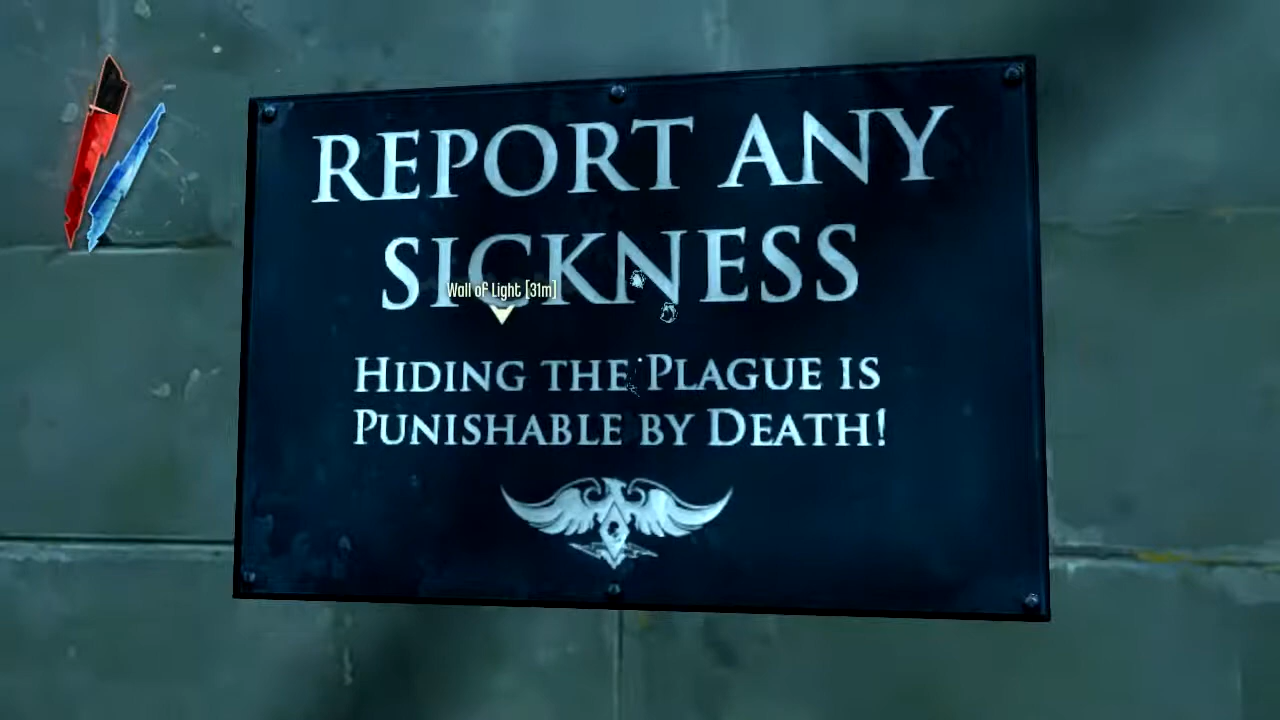 REPORT ANY
SICKNESS
Wall of Light [31m]
HIDING THE PLAGUE IS
PUNISHABLE BY DEATH!